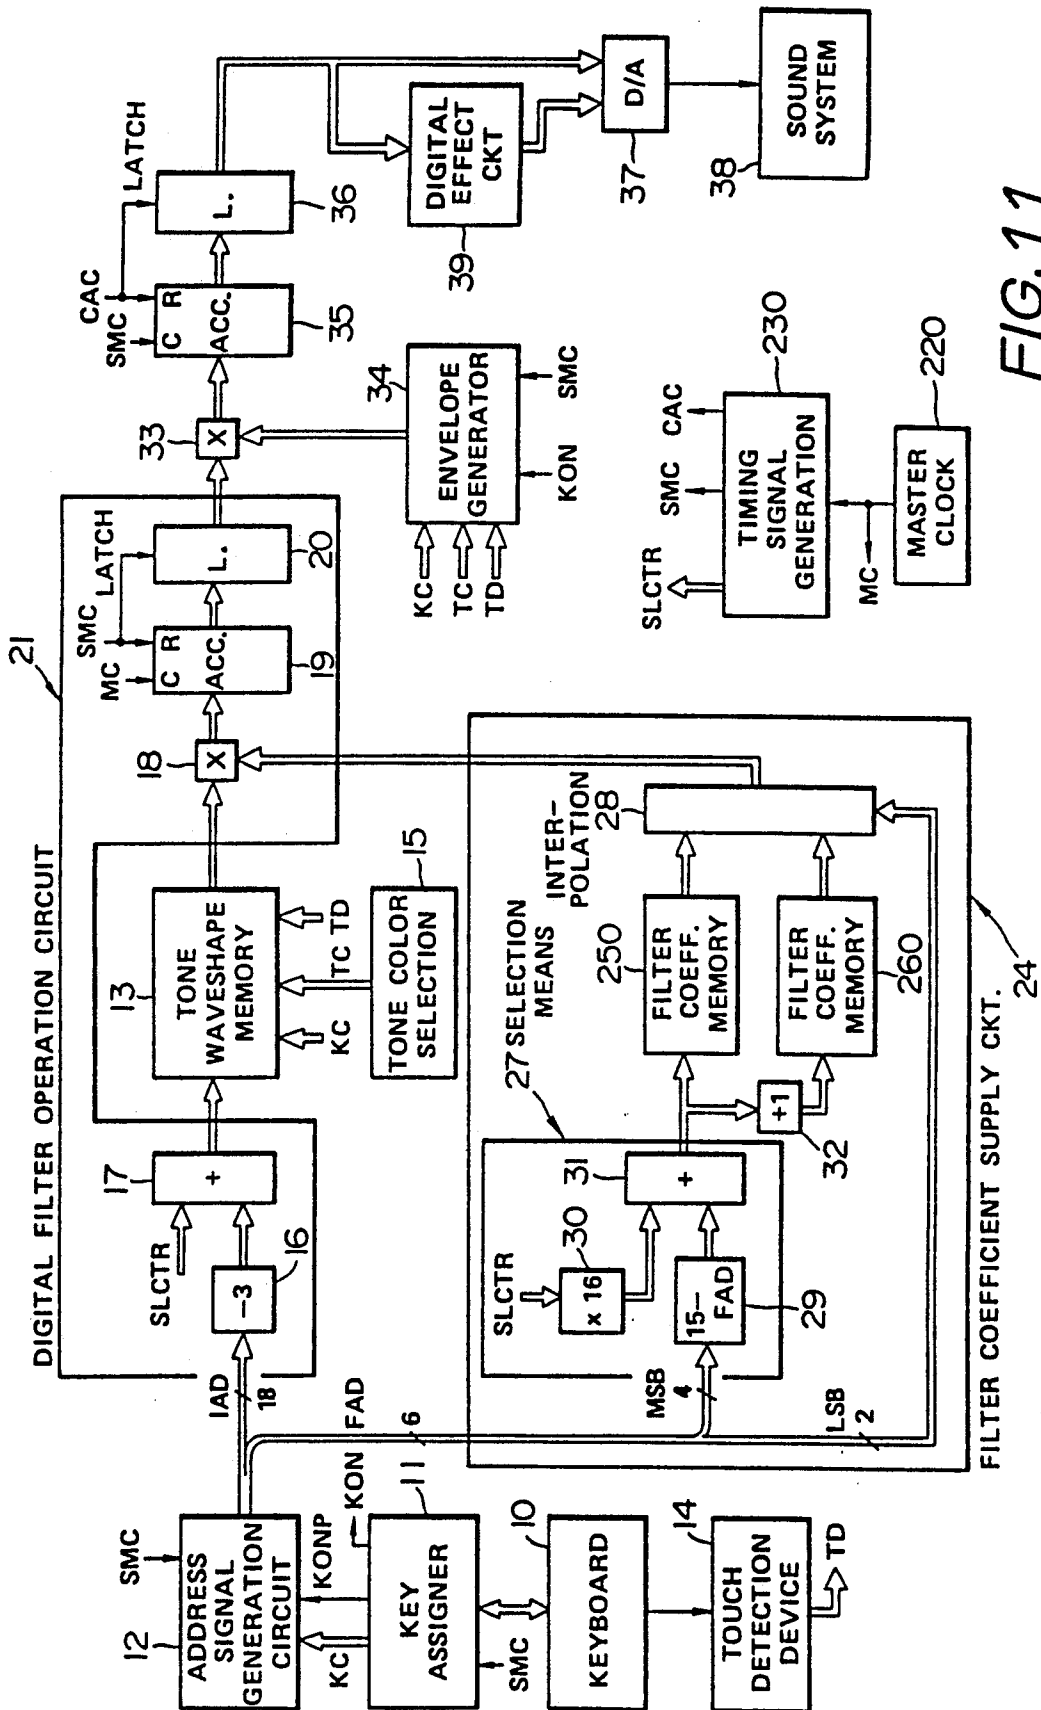 DIGITAL FILTER OPERATION CIRCUIT
21
SMC
12
ADDRESS
SIGNAL
GENERATION
CIRCUIT
KC
KONP
KON
11
KEY
ASSIGNER
SMC
10
KEYBOARD
14
TOUCH
DETECTION
DEVICE
TD
IAD
18
FAD
6
SLCTR
-3
16
17
+
13
TONE
WAVESHAPE
MEMORY
KC
TC
TD
15
TONE COLOR
SELECTION
18
X
MC
SMC
LATCH
C
R
ACC.
19
L.
20
33
X
34
ENVELOPE
GENERATOR
KC
TC
TD
KON
SMC
SMC
CAC
C
R
ACC.
35
LATCH
L.
36
DIGITAL
EFFECT
CKT
39
D/A
37
SOUND
SYSTEM
38
MSB
4
LSB
2
SLCTR
30
x 16
15-
FAD
29
31
+
27
SELECTION
MEANS
+1
32
250
FILTER
COEFF.
MEMORY
FILTER
COEFF.
MEMORY
260
INTER-
POLATION
28
24
FILTER COEFFICIENT SUPPLY CKT.
SLCTR
SMC
CAC
230
TIMING
SIGNAL
GENERATION
MC
220
MASTER
CLOCK
FIG.11